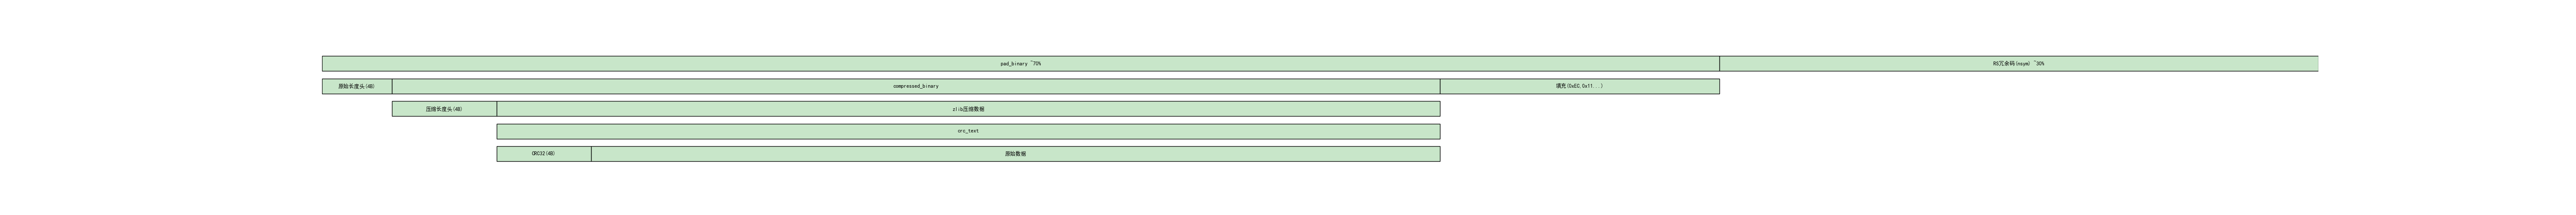 pad_binary ~70%
RS冗余码(nsym) ~30%
原始长度头(4B)
compressed_binary
填充(0xEC,0x11...)
压缩长度头(4B)
zlib压缩数据
crc_text
CRC32(4B)
原始数据